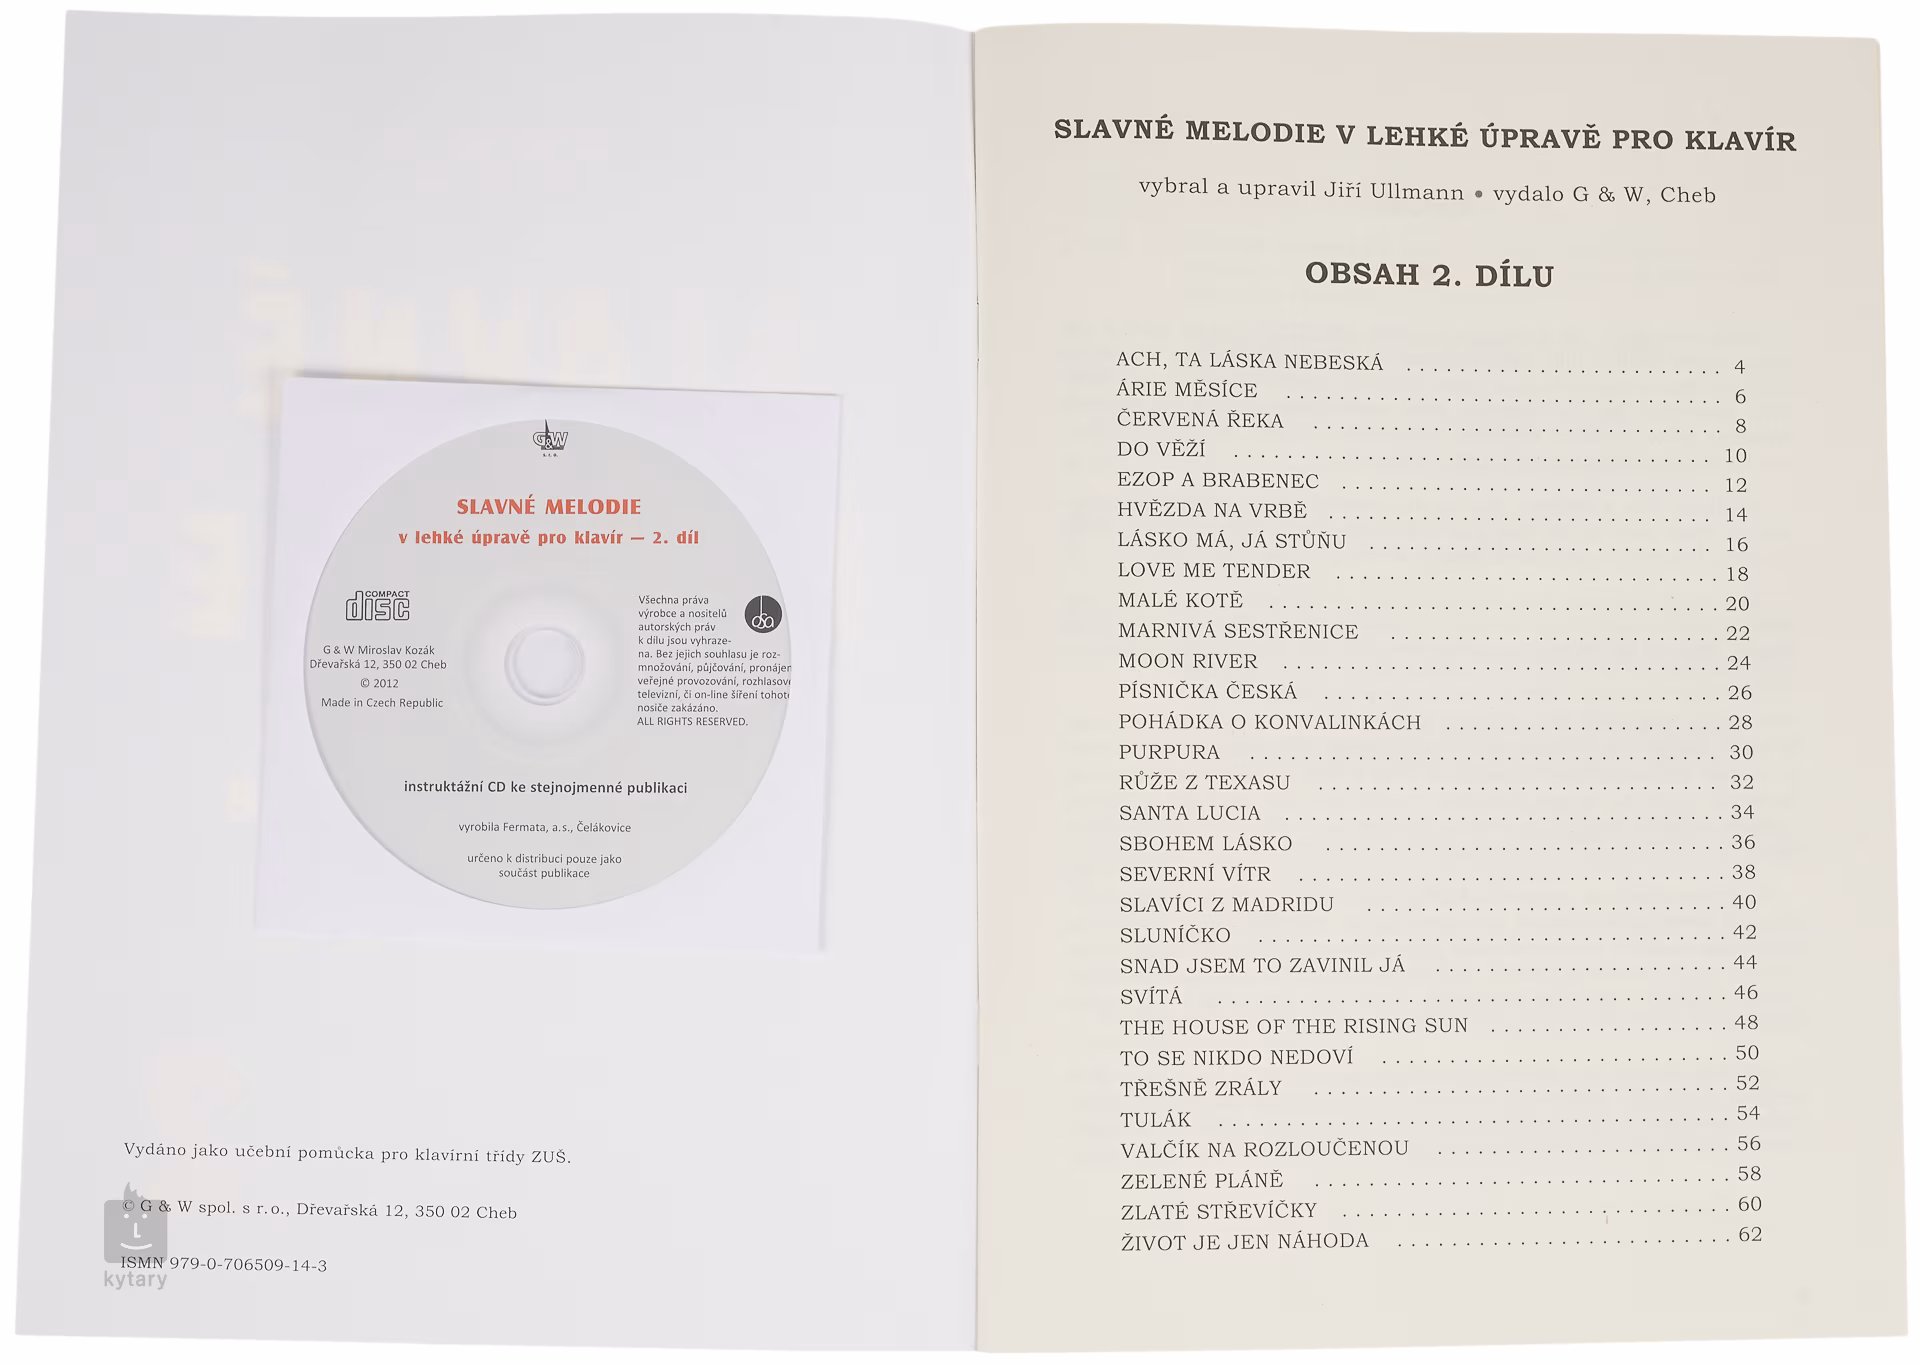 G&W
s. r. o.
SLAVNÉ MELODIE
v lehké úpravě pro klavír — 2. díl
COMPACT
disc
G & W Miroslav Kozák
Dřevařská 12, 350 02 Cheb
© 2012
Made in Czech Republic
Všechna práva
výrobce a nositelů
autorských práv
k dílu jsou vyhraze-
na. Bez jejich souhlasu je roz-
množování, půjčování, pronájem
veřejné provozování, rozhlasové
televizní, či on-line šíření tohoto
nosiče zakázáno.
ALL RIGHTS RESERVED.
osa
instruktážní CD ke stejnojmenné publikaci
vyrobila Fermata, a.s., Čelákovice
určeno k distribuci pouze jako
součást publikace
Vydáno jako učební pomůcka pro klavírní třídy ZUŠ.
© G & W spol. s r.o., Dřevařská 12, 350 02 Cheb
ISMN 979-0-706509-14-3
kytary
SLAVNÉ MELODIE V LEHKÉ ÚPRAVĚ PRO KLAVÍR
vybral a upravil Jiří Ullmann • vydalo G & W, Cheb
OBSAH 2. DÍLU
ACH, TA LÁSKA NEBESKÁ . . . . . . . . . . 4
ÁRIE MĚSÍCE . . . . . . . . . . 6
ČERVENÁ ŘEKA . . . . . . . . . . 8
DO VĚŽÍ . . . . . . . . . . 10
EZOP A BRABENEC . . . . . . . . . . 12
HVĚZDA NA VRBĚ . . . . . . . . . . 14
LÁSKO MÁ, JÁ STŮŇU . . . . . . . . . . 16
LOVE ME TENDER . . . . . . . . . . 18
MALÉ KOTĚ . . . . . . . . . . 20
MARNIVÁ SESTŘENICE . . . . . . . . . . 22
MOON RIVER . . . . . . . . . . 24
PÍSNIČKA ČESKÁ . . . . . . . . . . 26
POHÁDKA O KONVALINKÁCH . . . . . . . . . . 28
PURPURA . . . . . . . . . . 30
RŮŽE Z TEXASU . . . . . . . . . . 32
SANTA LUCIA . . . . . . . . . . 34
SBOHEM LÁSKO . . . . . . . . . . 36
SEVERNÍ VÍTR . . . . . . . . . . 38
SLAVÍCI Z MADRIDU . . . . . . . . . . 40
SLUNÍČKO . . . . . . . . . . 42
SNAD JSEM TO ZAVINIL JÁ . . . . . . . . . . 44
SVÍTÁ . . . . . . . . . . 46
THE HOUSE OF THE RISING SUN . . . . . . . . . . 48
TO SE NIKDO NEDOVÍ . . . . . . . . . . 50
TŘEŠNĚ ZRÁLY . . . . . . . . . . 52
TULÁK . . . . . . . . . . 54
VALČÍK NA ROZLOUČENOU . . . . . . . . . . 56
ZELENÉ PLÁNĚ . . . . . . . . . . 58
ZLATÉ STŘEVÍČKY . . . . . . . . . . 60
ŽIVOT JE JEN NÁHODA . . . . . . . . . . 62